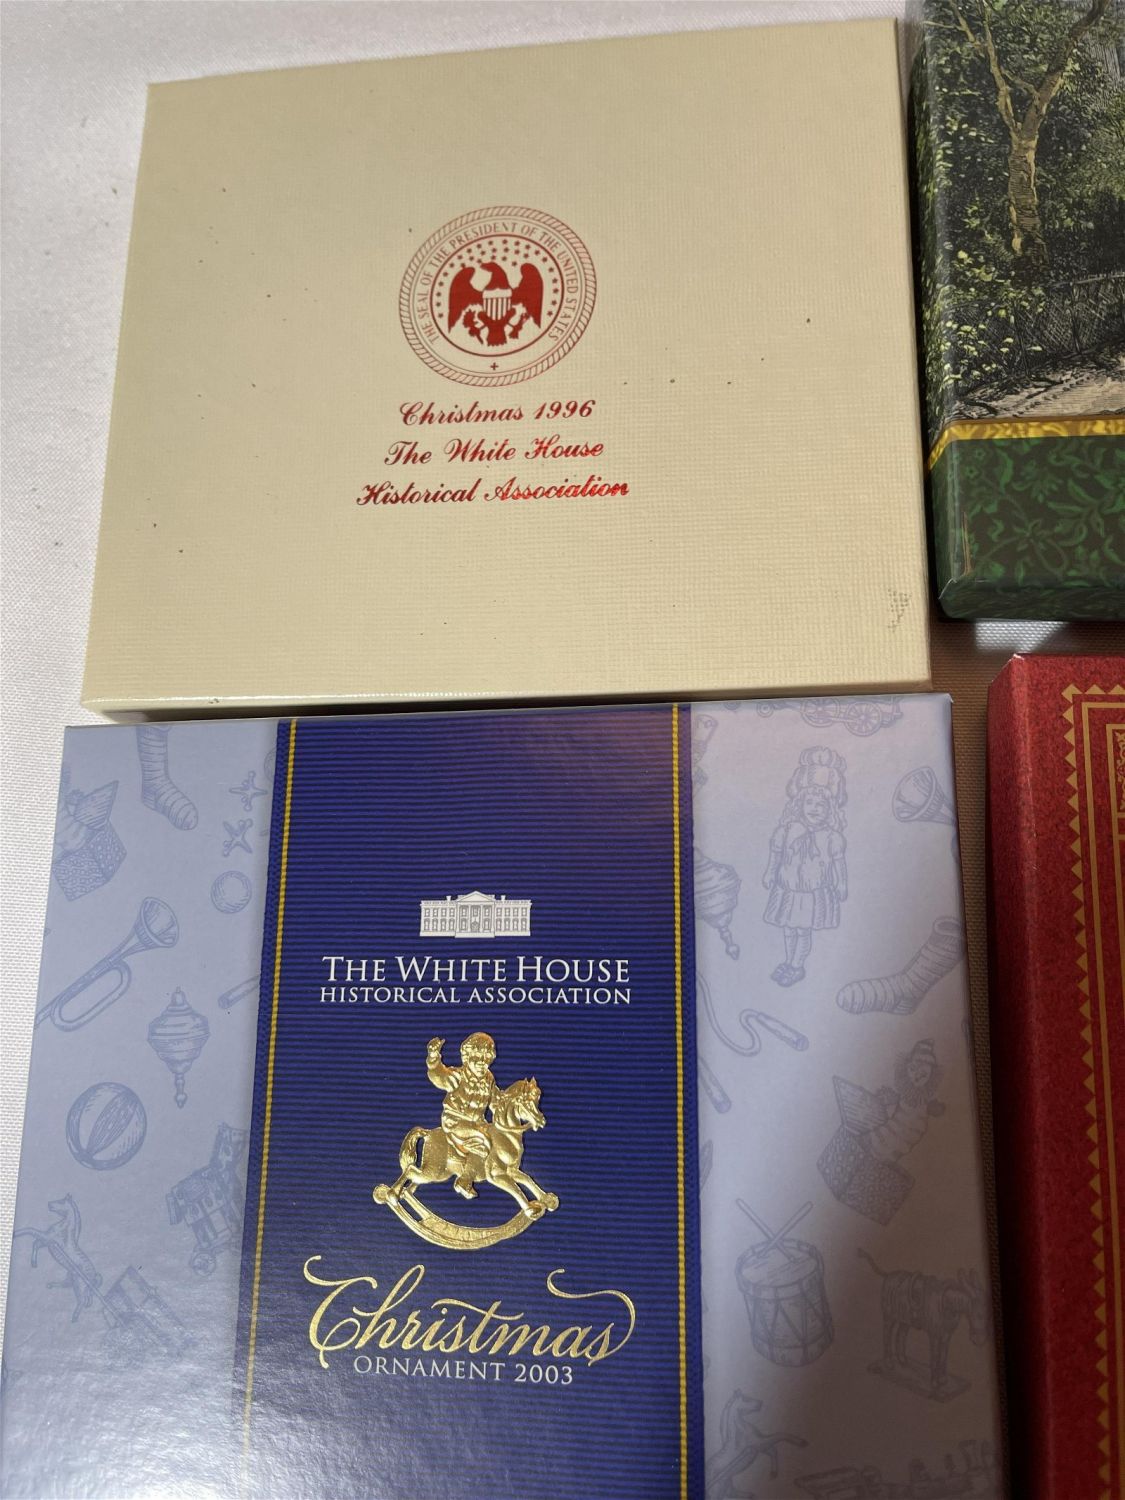 THE SEAL OF THE PRESIDENT OF THE UNITED STATES
Christmas 1996
The White House
Historical Association
THE WHITE HOUSE
HISTORICAL ASSOCIATION
Christmas
ORNAMENT 2003